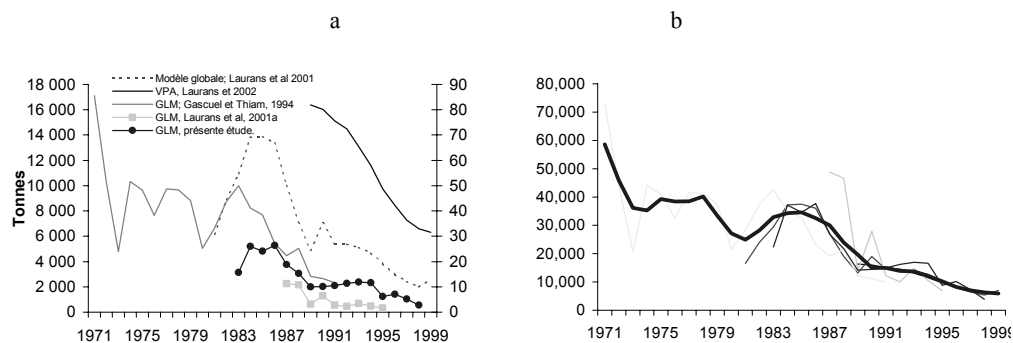 a
b
Modèle globale; Laurans et al 2001
VPA, Laurans et 2002
GLM; Gascuel et Thiam, 1994
GLM, Laurans et al, 2001a
GLM, présente étude.
Tonnes
18 000
16 000
14 000
12 000
10 000
8 000
6 000
4 000
2 000
0
90
80
70
60
50
40
30
20
10
0
1971 1975 1979 1983 1987 1991 1995 1999
80,000
70,000
60,000
50,000
40,000
30,000
20,000
10,000
0
1971 1975 1979 1983 1987 1991 1995 1999